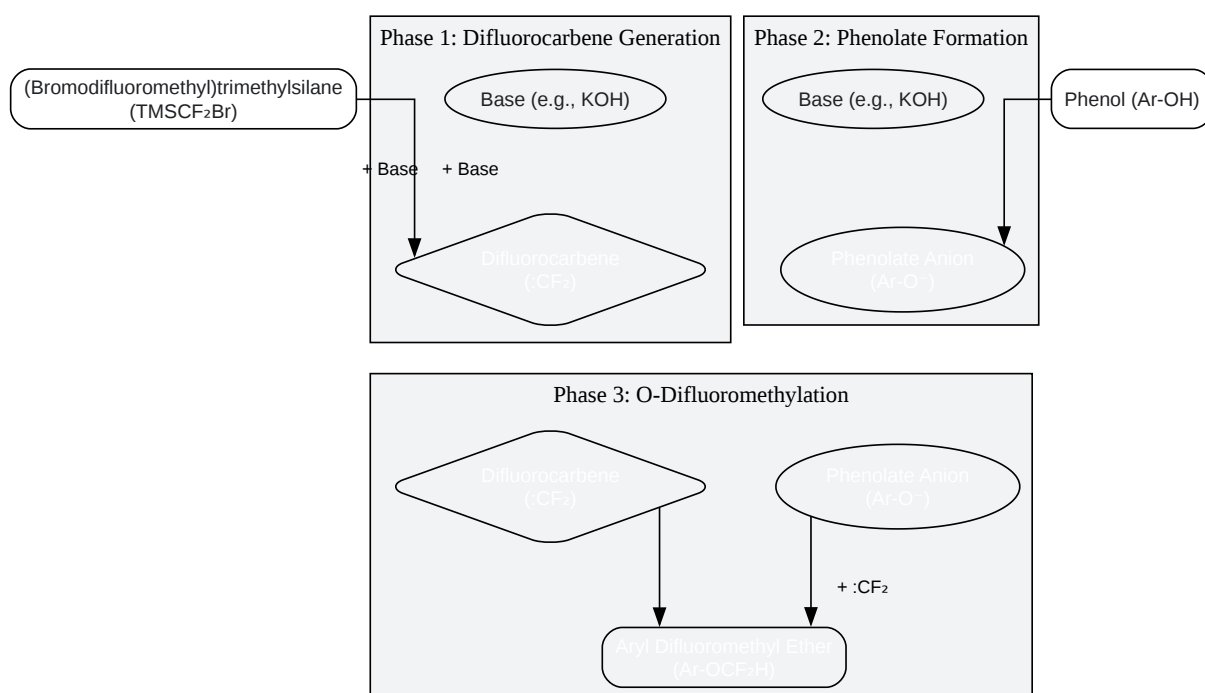 Phase 1: Difluorocarbene Generation
Phase 2: Phenolate Formation
(Bromodifluoromethyl)trimethylsilane
(TMSCF₂Br)
Base (e.g., KOH)
Base (e.g., KOH)
Phenol (Ar-OH)
+ Base
+ Base
Difluorocarbene
(:CF₂)
Phenolate Anion
(Ar-O⁻)
Phase 3: O-Difluoromethylation
Difluorocarbene
(:CF₂)
Phenolate Anion
(Ar-O⁻)
+ :CF₂
Aryl Difluoromethyl Ether
(Ar-OCF₂H)